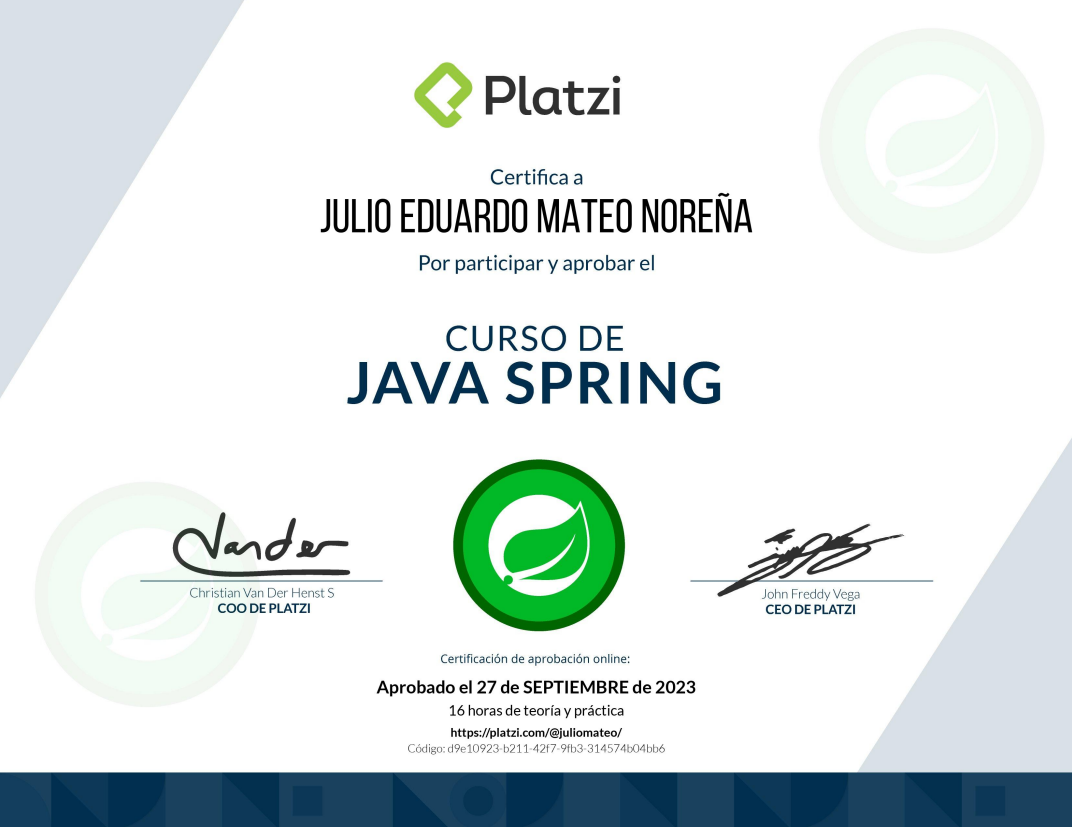 Platzi
Certifica a
JULIO EDUARDO MATEO NOREÑA
Por participar y aprobar el
CURSO DE
JAVA SPRING
Vander
Christian Van Der Henst S
COO DE PLATZI
John Freddy Vega
CEO DE PLATZI
Certificación de aprobación online:
Aprobado el 27 de SEPTIEMBRE de 2023
16 horas de teoría y práctica
https://platzi.com/@juliomateo/
Código: d9e10923-b211-42f7-9fb3-314574b04bb6